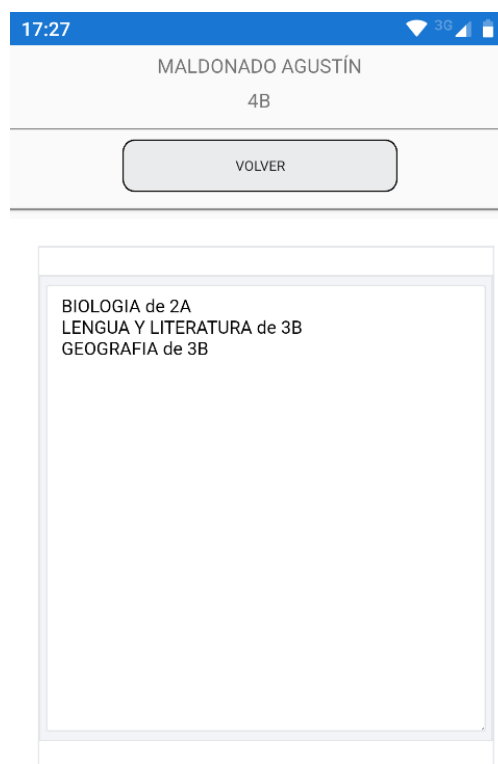 17:27
3G
MALDONADO AGUSTÍN
4B
VOLVER
BIOLOGIA de 2A
LENGUA Y LITERATURA de 3B
GEOGRAFIA de 3B